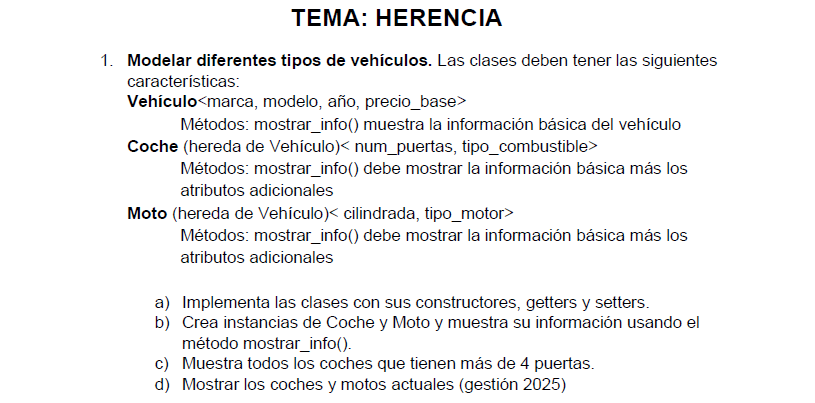 TEMA: HERENCIA
1. Modelar diferentes tipos de vehículos. Las clases deben tener las siguientes
características:
Vehículo<marca, modelo, año, precio_base>
Métodos: mostrar_info() muestra la información básica del vehículo
Coche (hereda de Vehículo)< num_puertas, tipo_combustible>
Métodos: mostrar_info() debe mostrar la información básica más los
atributos adicionales
Moto (hereda de Vehículo)< cilindrada, tipo_motor>
Métodos: mostrar_info() debe mostrar la información básica más los
atributos adicionales
a) Implementa las clases con sus constructores, getters y setters.
b) Crea instancias de Coche y Moto y muestra su información usando el
método mostrar_info().
c) Muestra todos los coches que tienen más de 4 puertas.
d) Mostrar los coches y motos actuales (gestión 2025)